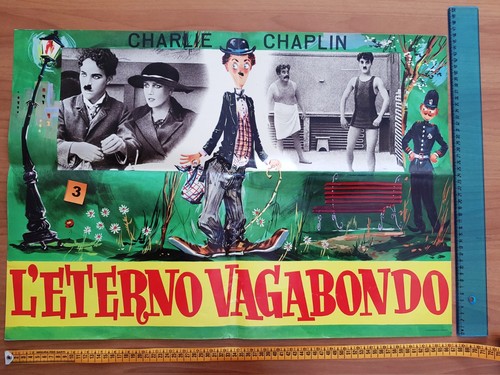 CHARLIE CHAPLIN
3
L'ETERNO VAGABONDO